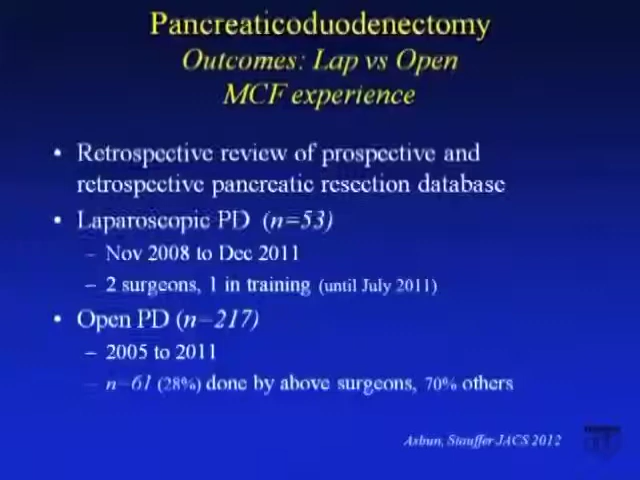 Pancreaticoduodenectomy
Outcomes: Lap vs Open
MCF experience
• Retrospective review of prospective and
retrospective pancreatic resection database
• Laparoscopic PD (n=53)
– Nov 2008 to Dec 2011
– 2 surgeons, 1 in training (until July 2011)
• Open PD (n=217)
– 2005 to 2011
– n=61 (28%) done by above surgeons, 70% others
Asbun, Stauffer JACS 2012